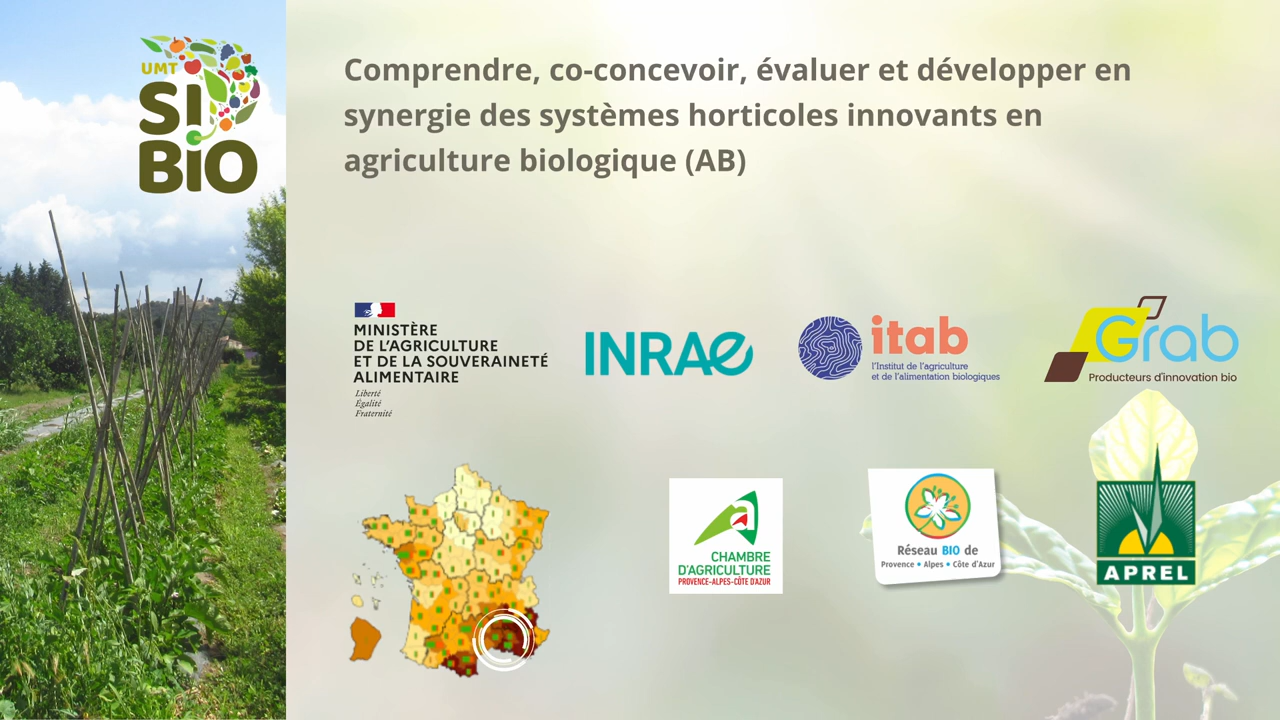 UMT
SI
BIO
Comprendre, co-concevoir, évaluer et développer en
synergie des systèmes horticoles innovants en
agriculture biologique (AB)
MINISTÈRE
DE L'AGRICULTURE
ET DE LA SOUVERAINETÉ
ALIMENTAIRE
Liberté
Égalité
Fraternité
INRAE
itab
l'Institut de l'agriculture
et de l'alimentation biologiques
Grab
Producteurs d'innovation bio
CHAMBRE
D'AGRICULTURE
PROVENCE-ALPES-CÔTE D'AZUR
Réseau BIO de
Provence • Alpes • Côte d'Azur
APREL